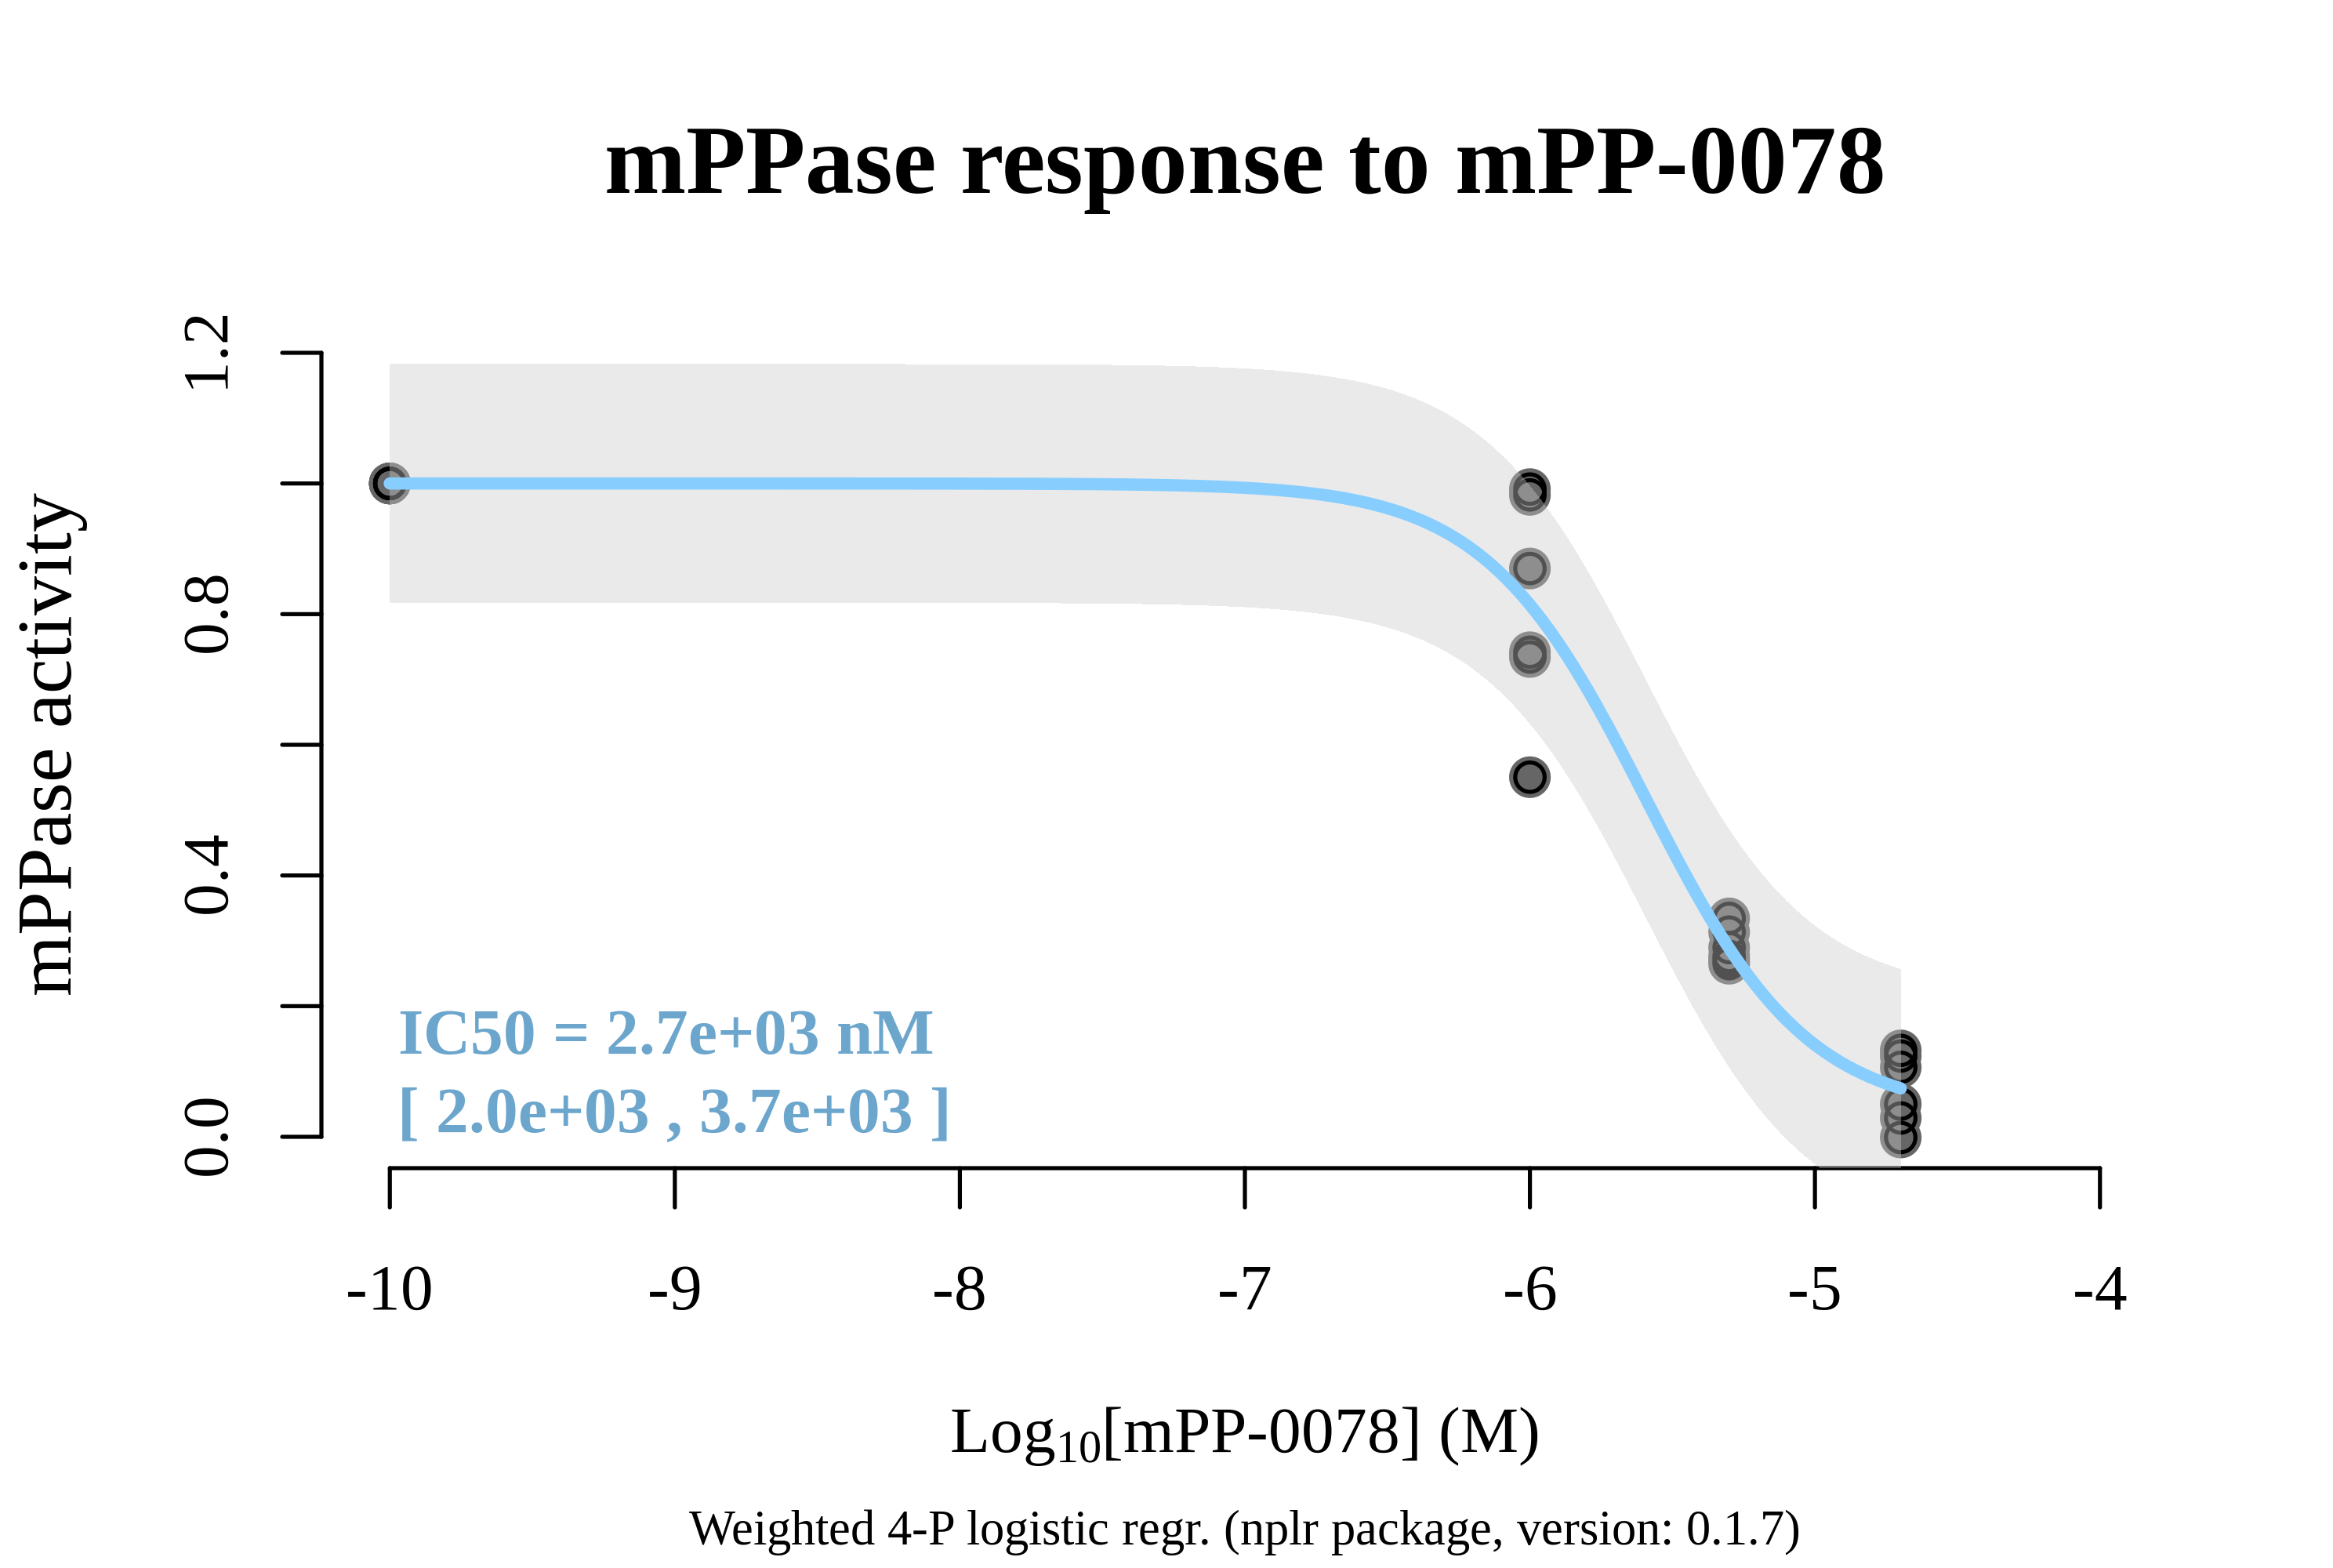 mPPase response to mPP-0078
mPPase activity
1.2
0.8
0.4
0.0
IC50 = 2.7e+03 nM
[ 2.0e+03 , 3.7e+03 ]
-10 -9 -8 -7 -6 -5 -4
Log10[mPP-0078] (M)
Weighted 4-P logistic regr. (nplr package, version: 0.1.7)